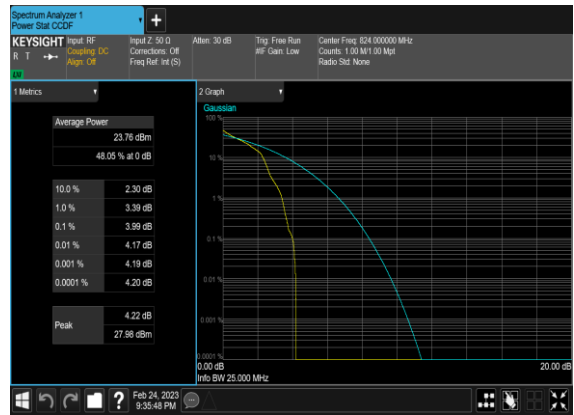 Spectrum Analyzer 1
Power Stat CCDF
+
KEYSIGHT
R T
LW
Input: RF
Coupling: DC
Align: Off
Input Z: 50 Ω
Corrections: Off
Freq Ref: Int (S)
Atten: 30 dB
Trig: Free Run
#IF Gain: Low
Center Freq: 824.000000 MHz
Counts: 1.00 M/1.00 Mpt
Radio Std: None
1 Metrics
Average Power
23.76 dBm
48.05 % at 0 dB
10.0 % 2.30 dB
1.0 % 3.39 dB
0.1 % 3.99 dB
0.01 % 4.17 dB
0.001 % 4.19 dB
0.0001 % 4.20 dB
Peak
4.22 dB
27.98 dBm
2 Graph
Gaussian
100 %
10 %
1 %
0.1 %
0.01 %
0.001 %
0.0001 %
0.00 dB 20.00 dB
Info BW 25.000 MHz
?
Feb 24, 2023
9:35:48 PM